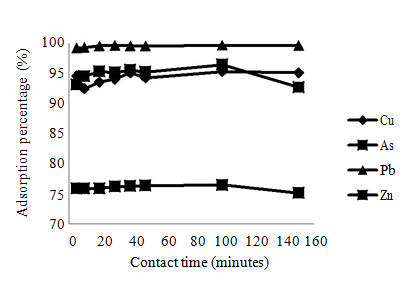 100
95
90
85
80
75
70
Adsorption percentage (%)
0 20 40 60 80 100 120 140 160
Contact time (minutes)
Cu
As
Pb
Zn